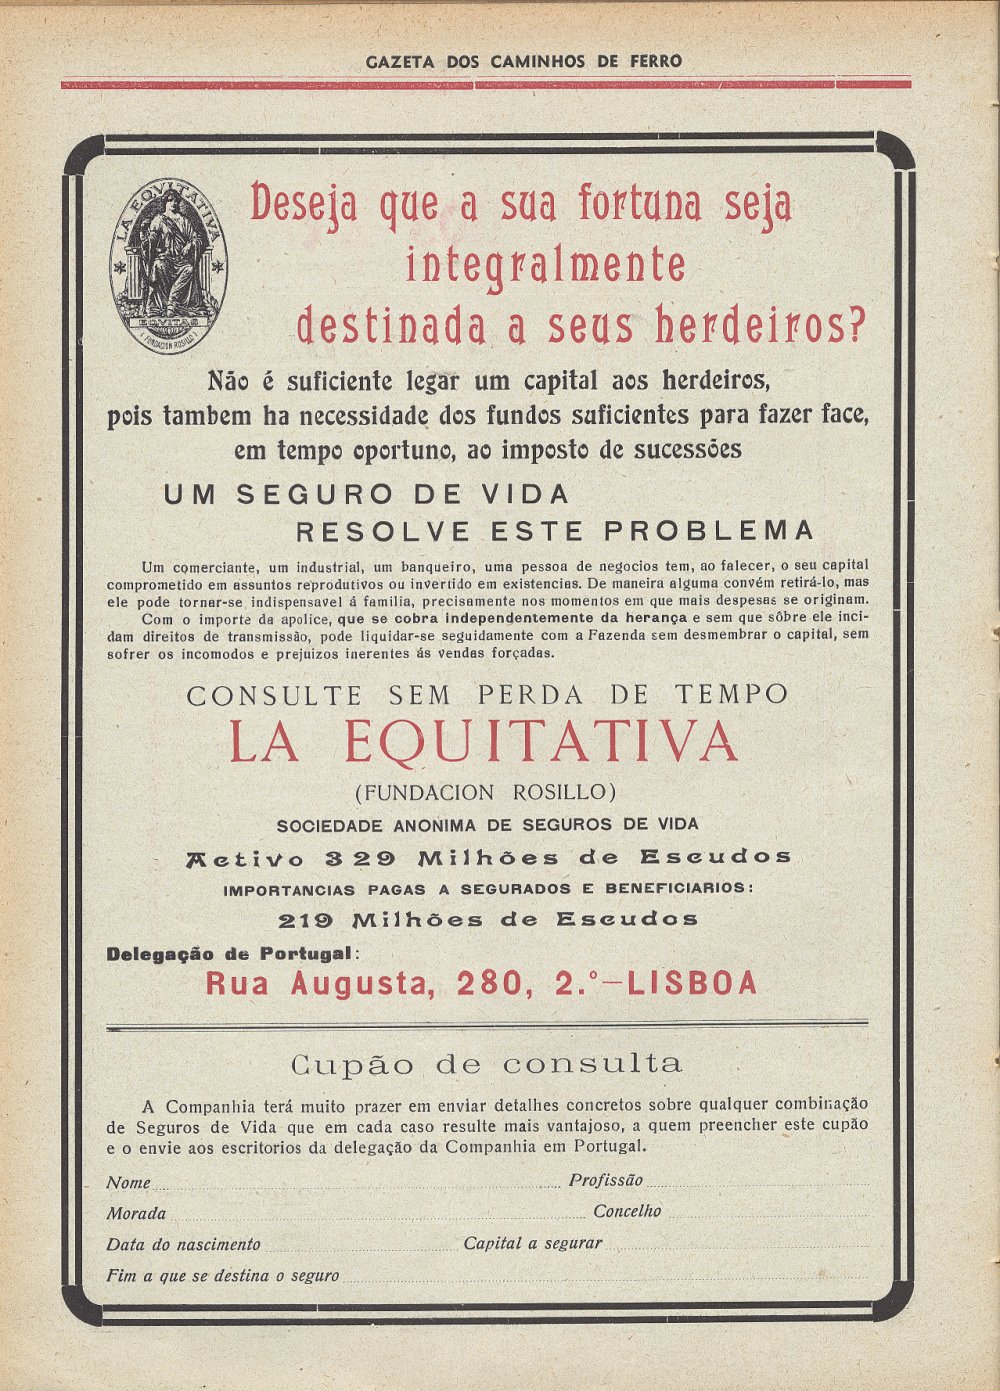 GAZETA DOS CAMINHOS DE FERRO
LA EQVITATIVA
EQVITAS
FUNDACION ROSILLO
Deseja que a sua fortuna seja
integralmente
destinada a seus herdeiros?
Não é suficiente legar um capital aos herdeiros,
pois tambem ha necessidade dos fundos suficientes para fazer face,
em tempo oportuno, ao imposto de sucessões
UM SEGURO DE VIDA
RESOLVE ESTE PROBLEMA
Um comerciante, um industrial, um banqueiro, uma pessoa de negocios tem, ao falecer, o seu capital
comprometido em assuntos reprodutivos ou invertido em existencias. De maneira alguma convém retirá-lo, mas
ele pode tornar-se indispensavel á familia, precisamente nos momentos em que mais despesas se originam.
Com o importe da apolice, que se cobra independentemente da herança e sem que sôbre ele inci-
dam direitos de transmissão, pode liquidar-se seguidamente com a Fazenda sem desmembrar o capital, sem
sofrer os incomodos e prejuizos inerentes ás vendas forçadas.
CONSULTE SEM PERDA DE TEMPO
LA EQUITATIVA
(FUNDACION ROSILLO)
SOCIEDADE ANONIMA DE SEGUROS DE VIDA
Activo 329 Milhões de Escudos
IMPORTANCIAS PAGAS A SEGURADOS E BENEFICIARIOS:
219 Milhões de Escudos
Delegação de Portugal:
Rua Augusta, 280, 2.º—LISBOA
Cupão de consulta
A Companhia terá muito prazer em enviar detalhes concretos sobre qualquer combinação
de Seguros de Vida que em cada caso resulte mais vantajoso, a quem preencher este cupão
e o envie aos escritorios da delegação da Companhia em Portugal.
Nome Profissão
Morada Concelho
Data do nascimento Capital a segurar
Fim a que se destina o seguro